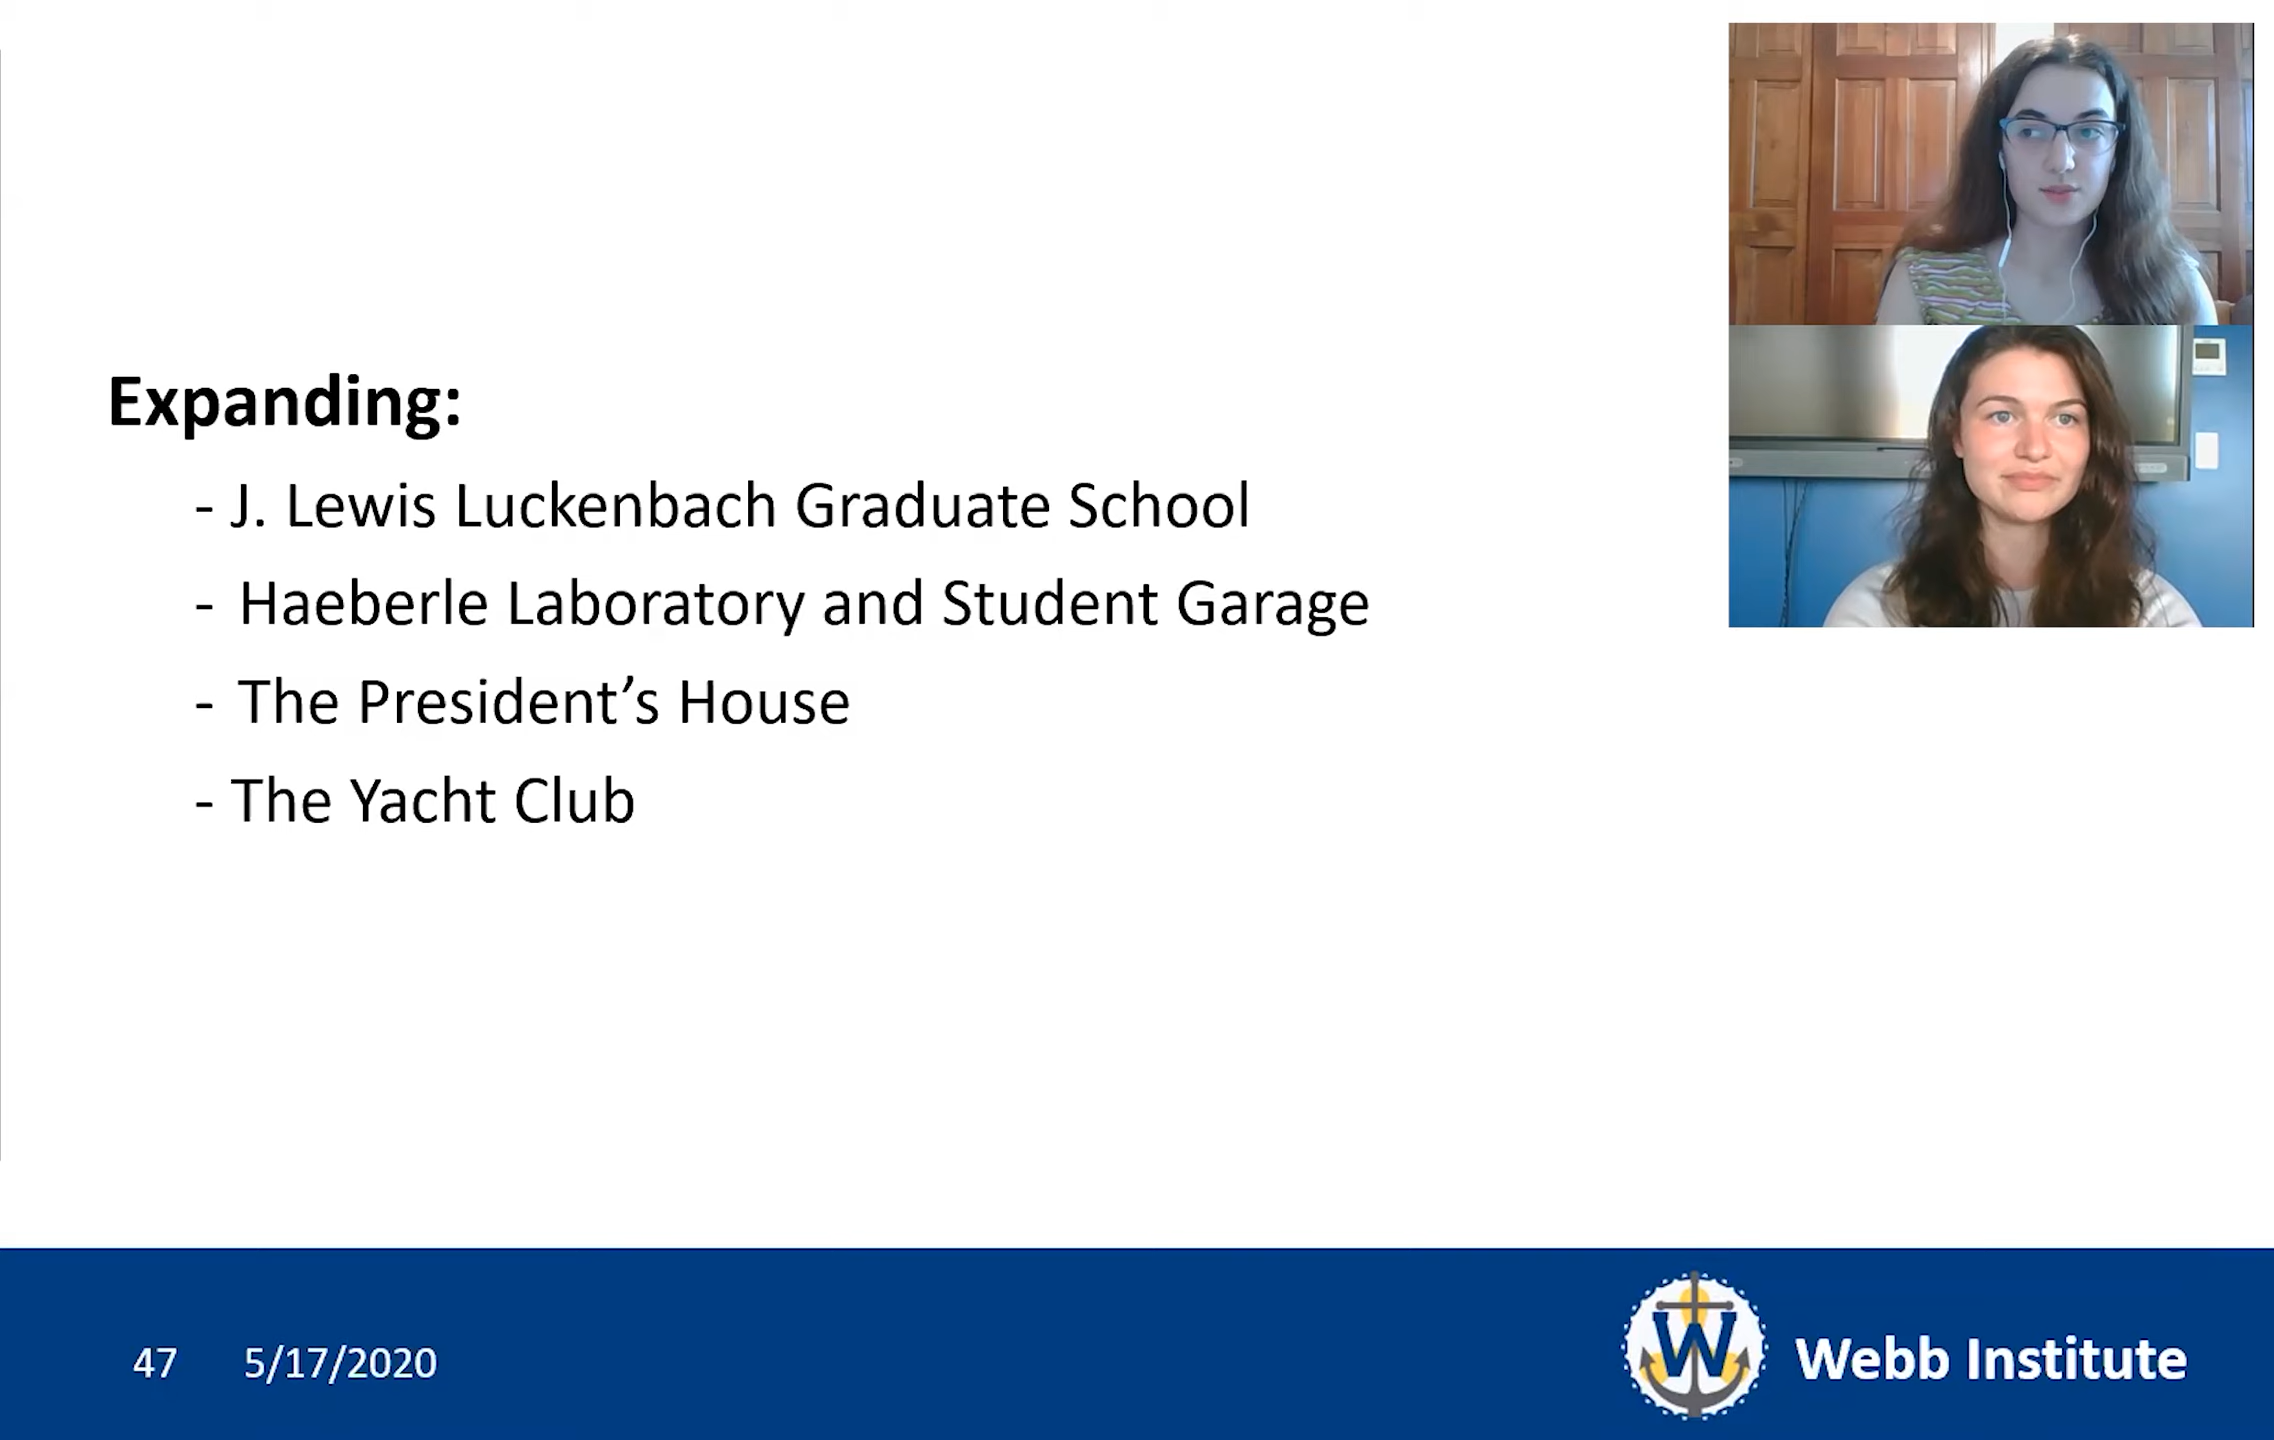 Expanding:
- J. Lewis Luckenbach Graduate School
- Haeberle Laboratory and Student Garage
- The President’s House
- The Yacht Club
47 5/17/2020
W Webb Institute